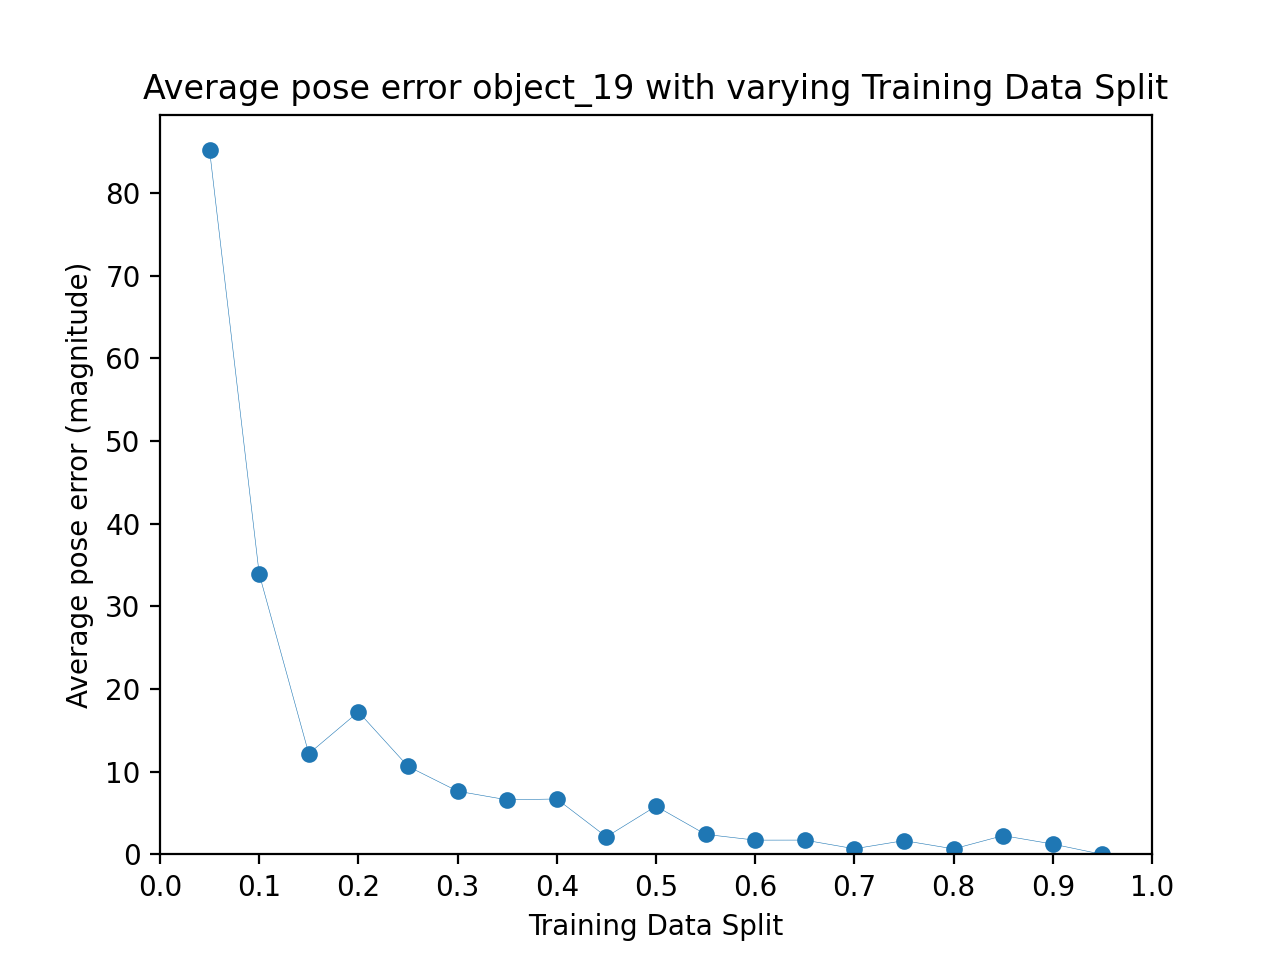 Average pose error object_19 with varying Training Data Split
Average pose error (magnitude)
80
70
60
50
40
30
20
10
0
0.0 0.1 0.2 0.3 0.4 0.5 0.6 0.7 0.8 0.9 1.0
Training Data Split